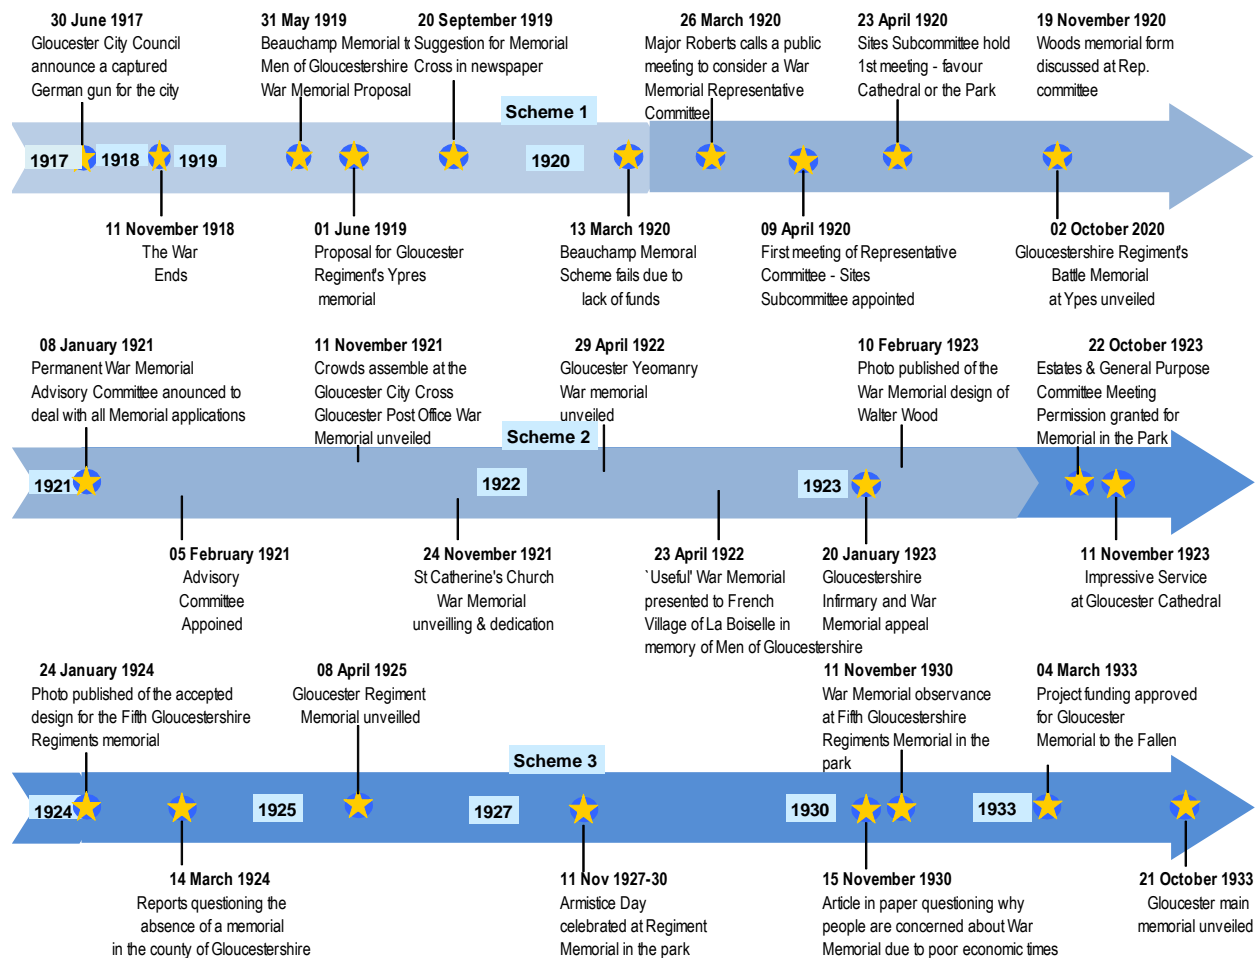 30 June 1917
Gloucester City Council
announce a captured
German gun for the city
31 May 1919
Beauchamp Memorial t
Men of Gloucestershire
War Memorial Proposal
20 September 1919
Suggestion for Memorial
Cross in newspaper
26 March 1920
Major Roberts calls a public
meeting to consider a War
Memorial Representative
Committee
23 April 1920
Sites Subcommittee hold
1st meeting - favour
Cathedral or the Park
19 November 1920
Woods memorial form
discussed at Rep.
committee
Scheme 1
1917
1918
1919
1920
11 November 1918
The War
Ends
01 June 1919
Proposal for Gloucester
Regiment's Ypres
memorial
13 March 1920
Beauchamp Memoral
Scheme fails due to
lack of funds
09 April 1920
First meeting of Representative
Committee - Sites
Subcommittee appointed
02 October 2020
Gloucestershire Regiment's
Battle Memorial
at Ypes unveiled
08 January 1921
Permanent War Memorial
Advisory Committee anounced to
deal with all Memorial applications
11 November 1921
Crowds assemble at the
Gloucester City Cross
Gloucester Post Office War
Memorial unveiled
29 April 1922
Gloucester Yeomanry
War memorial
unveiled
10 February 1923
Photo published of the
War Memorial design of
Walter Wood
22 October 1923
Estates & General Purpose
Committee Meeting
Permission granted for
Memorial in the Park
Scheme 2
1921
1922
1923
05 February 1921
Advisory
Committee
Appoined
24 November 1921
St Catherine's Church
War Memorial
unveilling & dedication
23 April 1922
`Useful' War Memorial
presented to French
Village of La Boiselle in
memory of Men of Gloucestershire
20 January 1923
Gloucestershire
Infirmary and War
Memorial appeal
11 November 1923
Impressive Service
at Gloucester Cathedral
24 January 1924
Photo published of the accepted
design for the Fifth Gloucestershire
Regiments memorial
08 April 1925
Gloucester Regiment
Memorial unveilled
11 November 1930
War Memorial observance
at Fifth Gloucestershire
Regiments Memorial in the
park
04 March 1933
Project funding approved
for Gloucester
Memorial to the Fallen
Scheme 3
1924
1925
1927
1930
1933
14 March 1924
Reports questioning the
absence of a memorial
in the county of Gloucestershire
11 Nov 1927-30
Armistice Day
celebrated at Regiment
Memorial in the park
15 November 1930
Article in paper questioning why
people are concerned about War
Memorial due to poor economic times
21 October 1933
Gloucester main
memorial unveiled